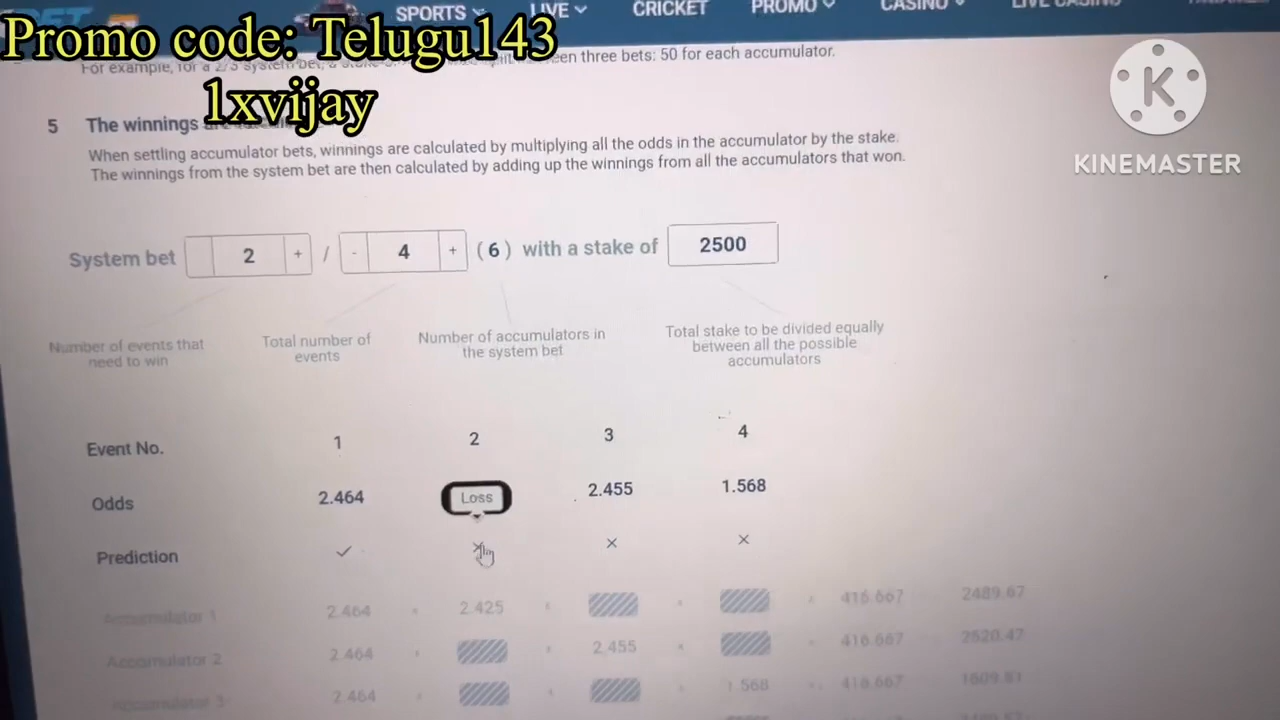 SPORTS LIVE CRICKET PROMO CASINO LIVE CASINO
Promo code: Telugu143
1xvijay
For example, for a 2/3 system bet, a
een three bets: 50 for each accumulator.
5 The winnings
When settling accumulator bets, winnings are calculated by multiplying all the odds in the accumulator by the stake.
The winnings from the system bet are then calculated by adding up the winnings from all the accumulators that won.
K
KINEMASTER
System bet 2 + / - 4 + (6) with a stake of 2500
Number of events that
need to win
Total number of
events
Number of accumulators in
the system bet
Total stake to be divided equally
between all the possible
accumulators
Event No. 1 2 3 4
Odds 2.464 Loss 2.455 1.568
Prediction ✓ × ×
Accumulator 1 2.464 x 2.425 x x x 416.667 2489.67
Accumulator 2 2.464 x x 2.455 x x 416.667 2520.47
Accumulator 3 2.464 x x x 1.568 x 416.667 1609.81